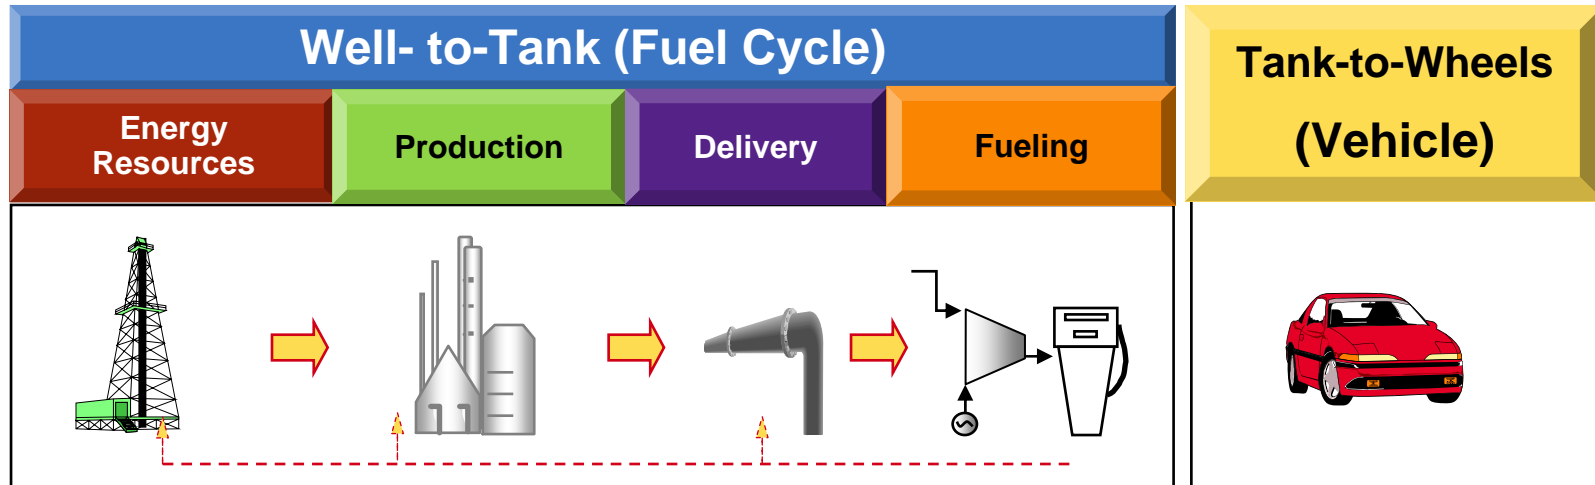 Well- to-Tank (Fuel Cycle)
Tank-to-Wheels
(Vehicle)
Energy
Resources
Production
Delivery
Fueling